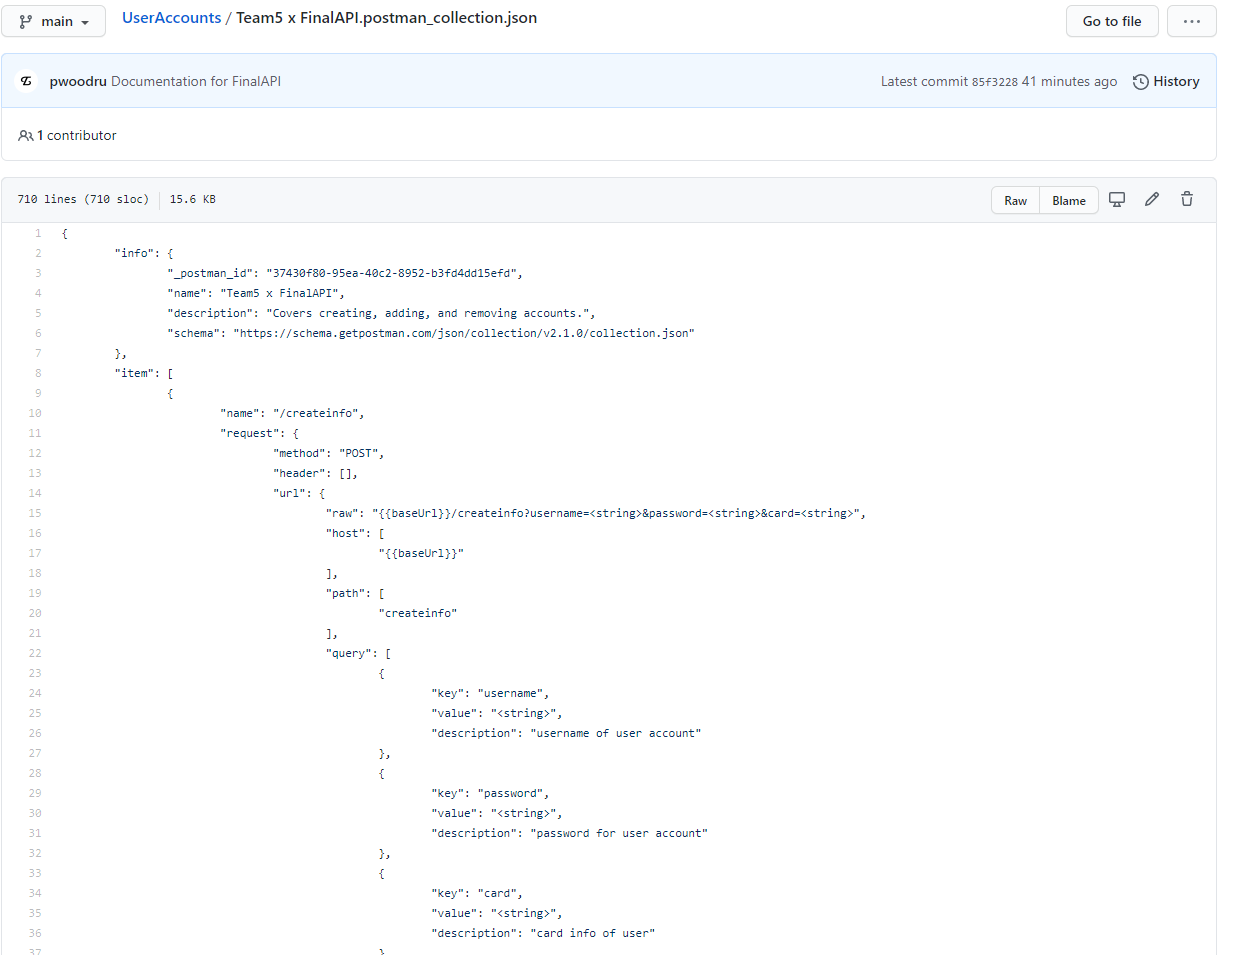 main
UserAccounts / Team5 x FinalAPI.postman_collection.json
Go to file
...
pwoodru Documentation for FinalAPI
Latest commit 85f3228 41 minutes ago
History
1 contributor
710 lines (710 sloc) 15.6 KB
Raw
Blame
1 {
2 "info": {
3 "_postman_id": "37430f80-95ea-40c2-8952-b3fd4dd15efd",
4 "name": "Team5 x FinalAPI",
5 "description": "Covers creating, adding, and removing accounts.",
6 "schema": "https://schema.getpostman.com/json/collection/v2.1.0/collection.json"
7 },
8 "item": [
9 {
10 "name": "/createinfo",
11 "request": {
12 "method": "POST",
13 "header": [],
14 "url": {
15 "raw": "{{baseUrl}}/createinfo?username=<string>&password=<string>&card=<string>",
16 "host": [
17 "{{baseUrl}}"
18 ],
19 "path": [
20 "createinfo"
21 ],
22 "query": [
23 {
24 "key": "username",
25 "value": "<string>",
26 "description": "username of user account"
27 },
28 {
29 "key": "password",
30 "value": "<string>",
31 "description": "password for user account"
32 },
33 {
34 "key": "card",
35 "value": "<string>",
36 "description": "card info of user"
37 }